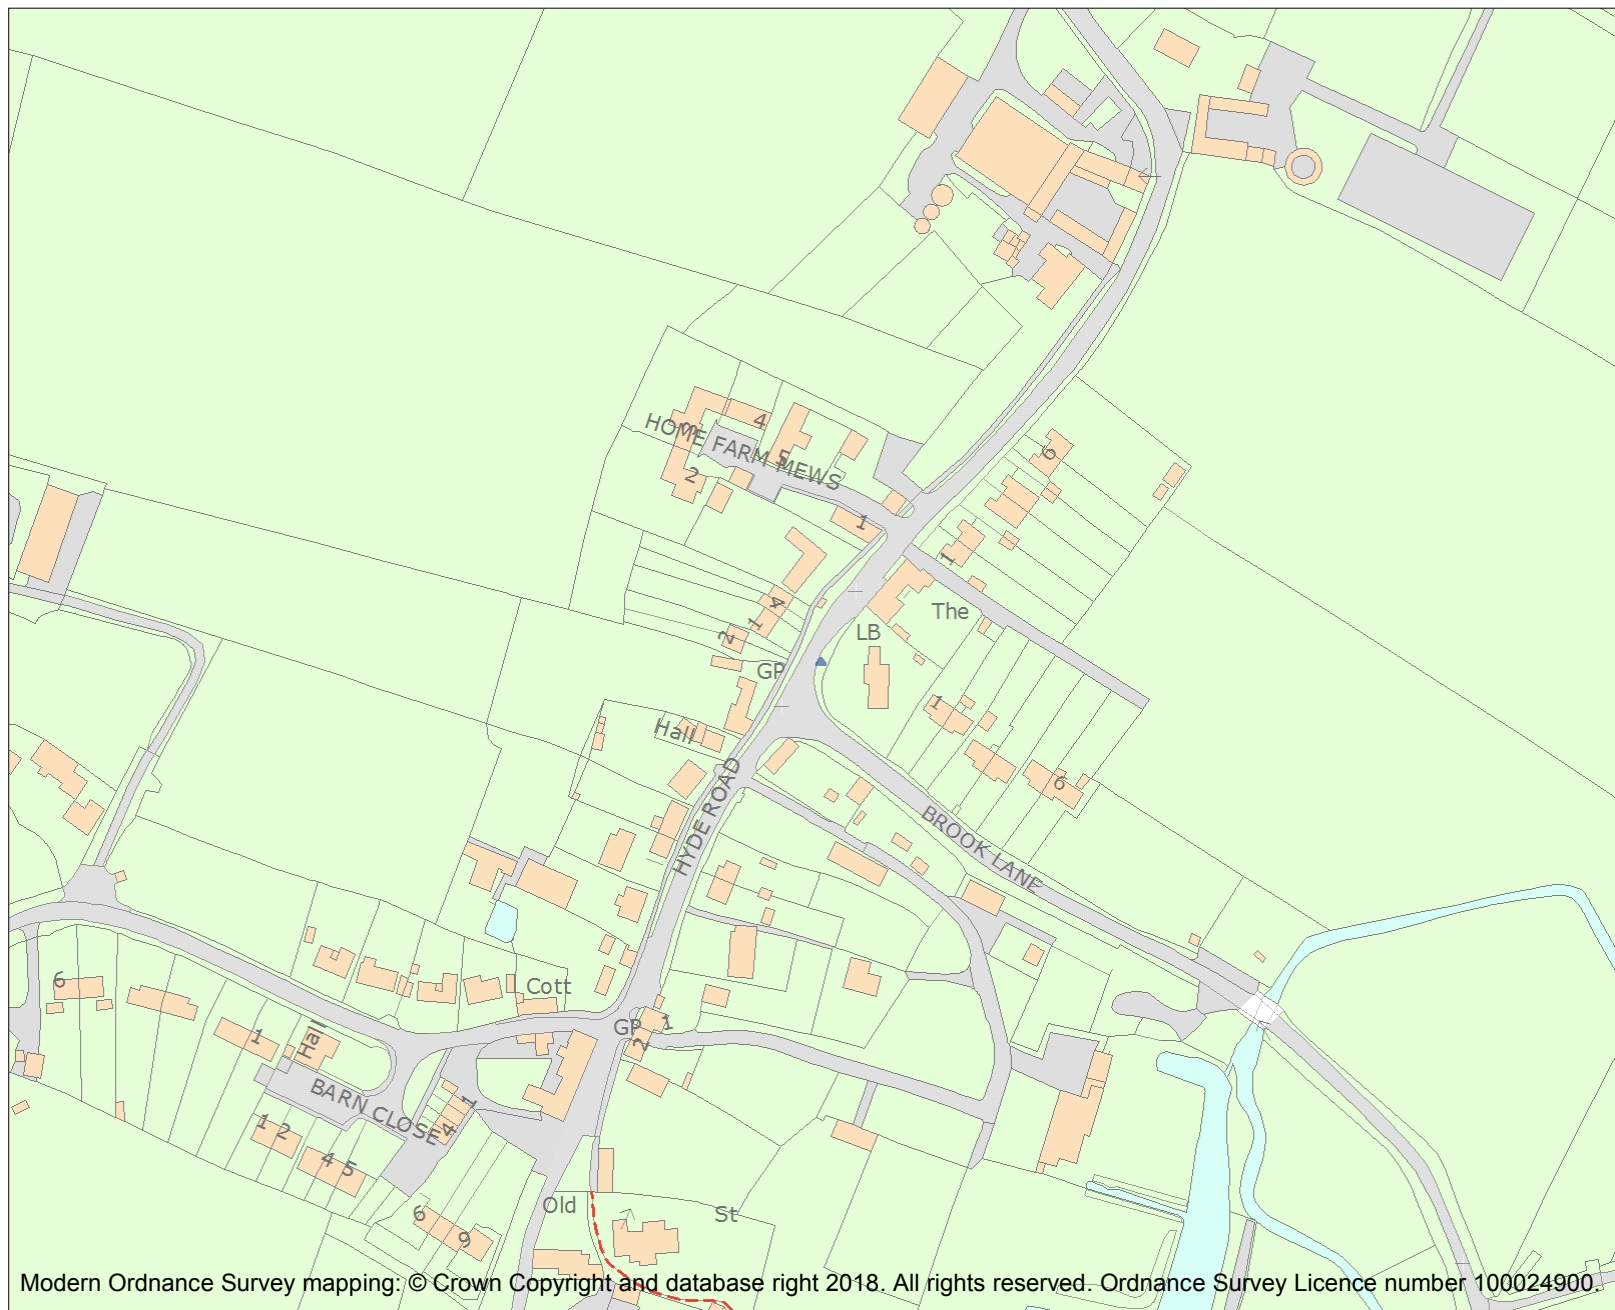 HOME FARM MEWS
3
4
5
2
1
6
1
The
4
1
2
LB
GP
1
Hall
HYDE ROAD
6
BROOK LANE
6
Cott
GP
1
2
1
Hall
BARN CLOSE
1
4
1 2
4 5
6
9
Old
St
Modern Ordnance Survey mapping: © Crown Copyright and database right 2018. All rights reserved. Ordnance Survey Licence number 100024900.